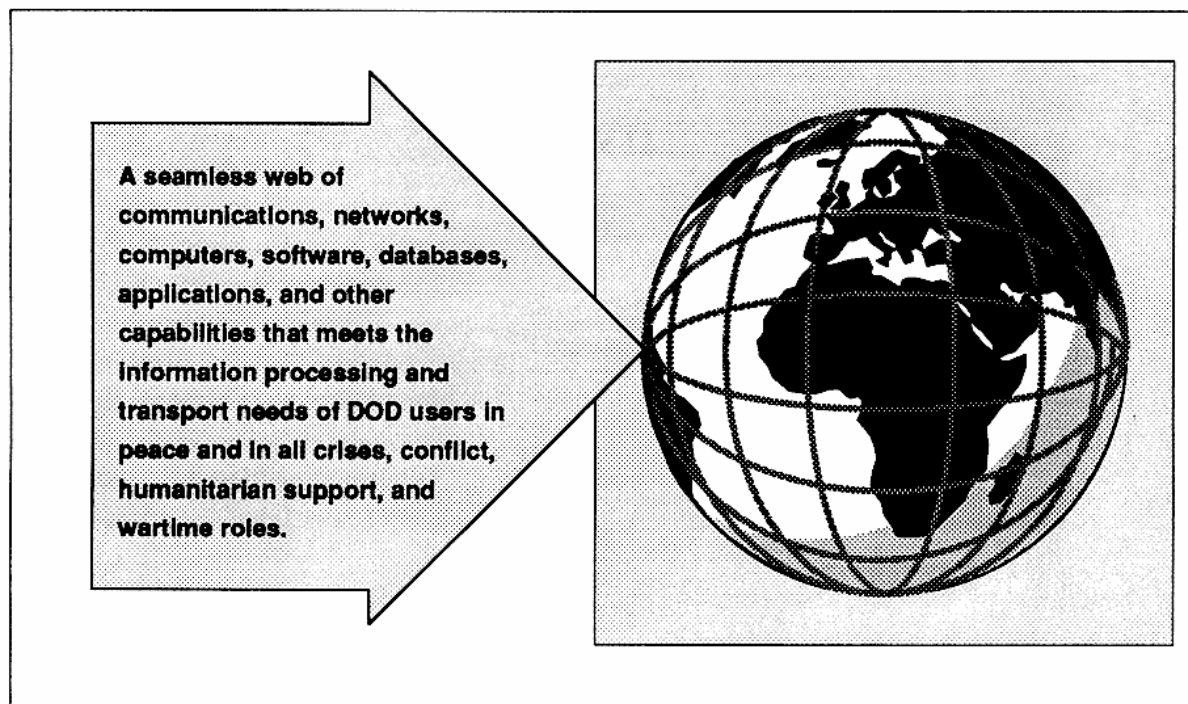 A seamless web of
communications, networks,
computers, software, databases,
applications, and other
capabilities that meets the
information processing and
transport needs of DOD users in
peace and in all crises, conflict,
humanitarian support, and
wartime roles.